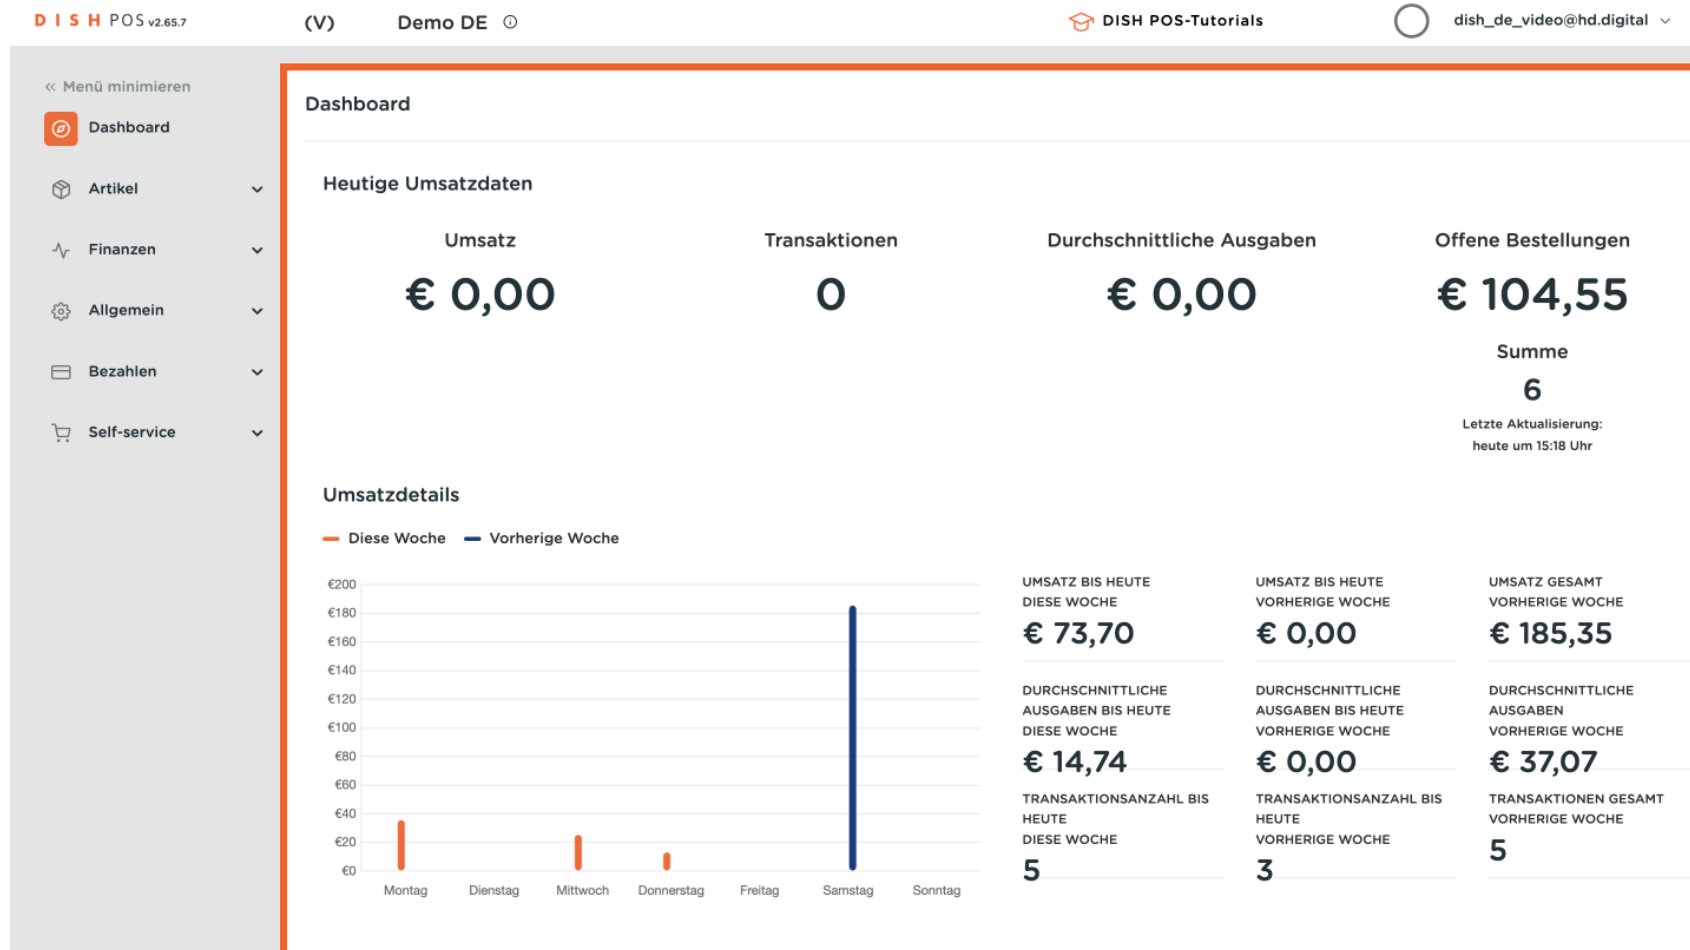 DISH POS v2.65.7
(V) Demo DE
DISH POS-Tutorials
dish_de_video@hd.digital
« Menü minimieren
Dashboard
Artikel
Finanzen
Allgemein
Bezahlen
Self-service
Dashboard
Heutige Umsatzdaten
Umsatz
€ 0,00
Transaktionen
0
Durchschnittliche Ausgaben
€ 0,00
Offene Bestellungen
€ 104,55
Summe
6
Letzte Aktualisierung:
heute um 15:18 Uhr
Umsatzdetails
Diese Woche
Vorherige Woche
€200
€180
€160
€140
€120
€100
€80
€60
€40
€20
€0
Montag
Dienstag
Mittwoch
Donnerstag
Freitag
Samstag
Sonntag
UMSATZ BIS HEUTE
DIESE WOCHE
€ 73,70
UMSATZ BIS HEUTE
VORHERIGE WOCHE
€ 0,00
UMSATZ GESAMT
VORHERIGE WOCHE
€ 185,35
DURCHSCHNITTLICHE
AUSGABEN BIS HEUTE
DIESE WOCHE
€ 14,74
DURCHSCHNITTLICHE
AUSGABEN BIS HEUTE
VORHERIGE WOCHE
€ 0,00
DURCHSCHNITTLICHE
AUSGABEN
VORHERIGE WOCHE
€ 37,07
TRANSAKTIONSANZAHL BIS
HEUTE
DIESE WOCHE
5
TRANSAKTIONSANZAHL BIS
HEUTE
VORHERIGE WOCHE
3
TRANSAKTIONEN GESAMT
VORHERIGE WOCHE
5